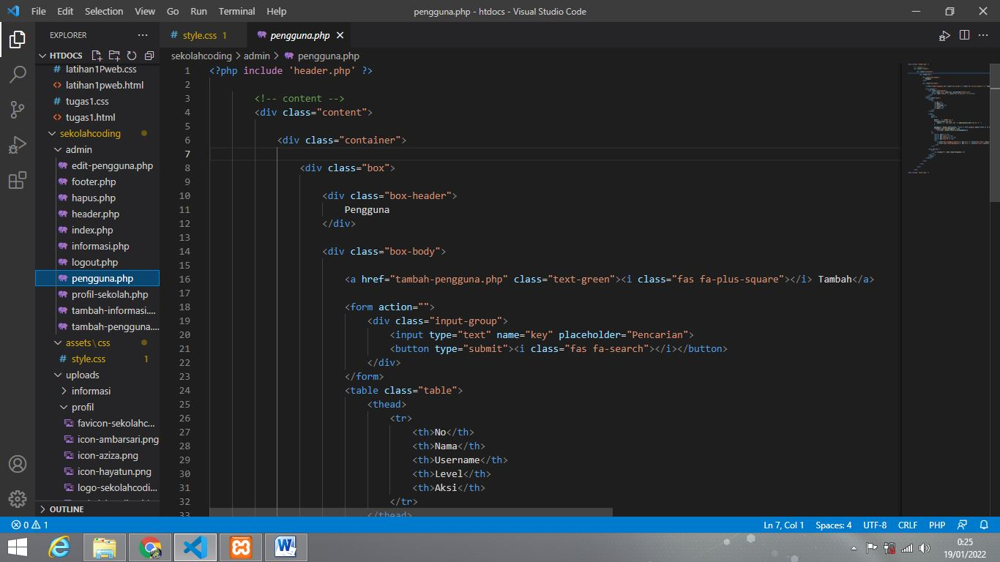 File Edit Selection View Go Run Terminal Help pengguna.php - htdocs - Visual Studio Code
EXPLORER
HTDOCS
latihan1Pweb.css
latihan1pweb.html
tugas1.css
tugas1.html
sekolahcoding
admin
edit-pengguna.php
footer.php
hapus.php
header.php
index.php
informasi.php
logout.php
pengguna.php
profil-sekolah.php
tambah-informasi....
tambah-pengguna....
assets\css
style.css 1
uploads
informasi
profil
favicon-sekolahc...
icon-ambarsari.png
icon-aziza.png
icon-hayatun.png
logo-sekolahcodi...
OUTLINE
style.css 1 pengguna.php
sekolahcoding > admin > pengguna.php
1 <?php include 'header.php' ?>
2
3 <!-- content -->
4 <div class="content">
5
6 <div class="container">
7
8 <div class="box">
9
10 <div class="box-header">
11 Pengguna
12 </div>
13
14 <div class="box-body">
15
16 <a href="tambah-pengguna.php" class="text-green"><i class="fas fa-plus-square"></i> Tambah</a>
17
18 <form action="">
19 <div class="input-group">
20 <input type="text" name="key" placeholder="Pencarian">
21 <button type="submit"><i class="fas fa-search"></i></button>
22 </div>
23 </form>
24 <table class="table">
25 <thead>
26 <tr>
27 <th>No</th>
28 <th>Nama</th>
29 <th>Username</th>
30 <th>Level</th>
31 <th>Aksi</th>
32 </tr>
33 </thead>
0 1 Ln 7, Col 1 Spaces: 4 UTF-8 CRLF PHP
0:25
19/01/2022